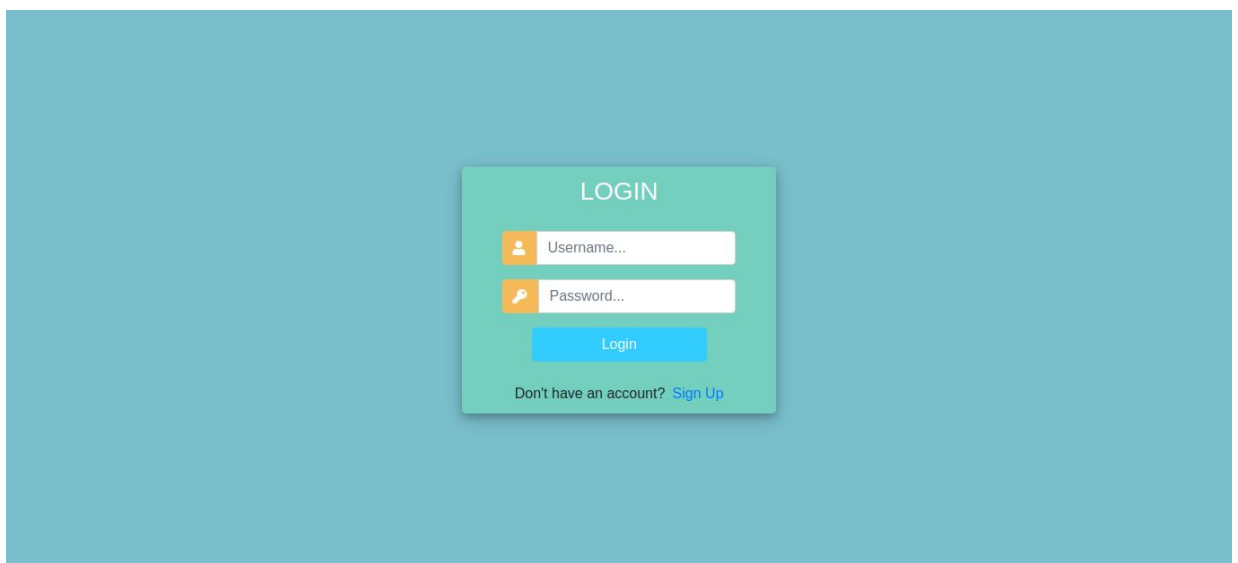 LOGIN
Username...
Password...
Login
Don't have an account? Sign Up